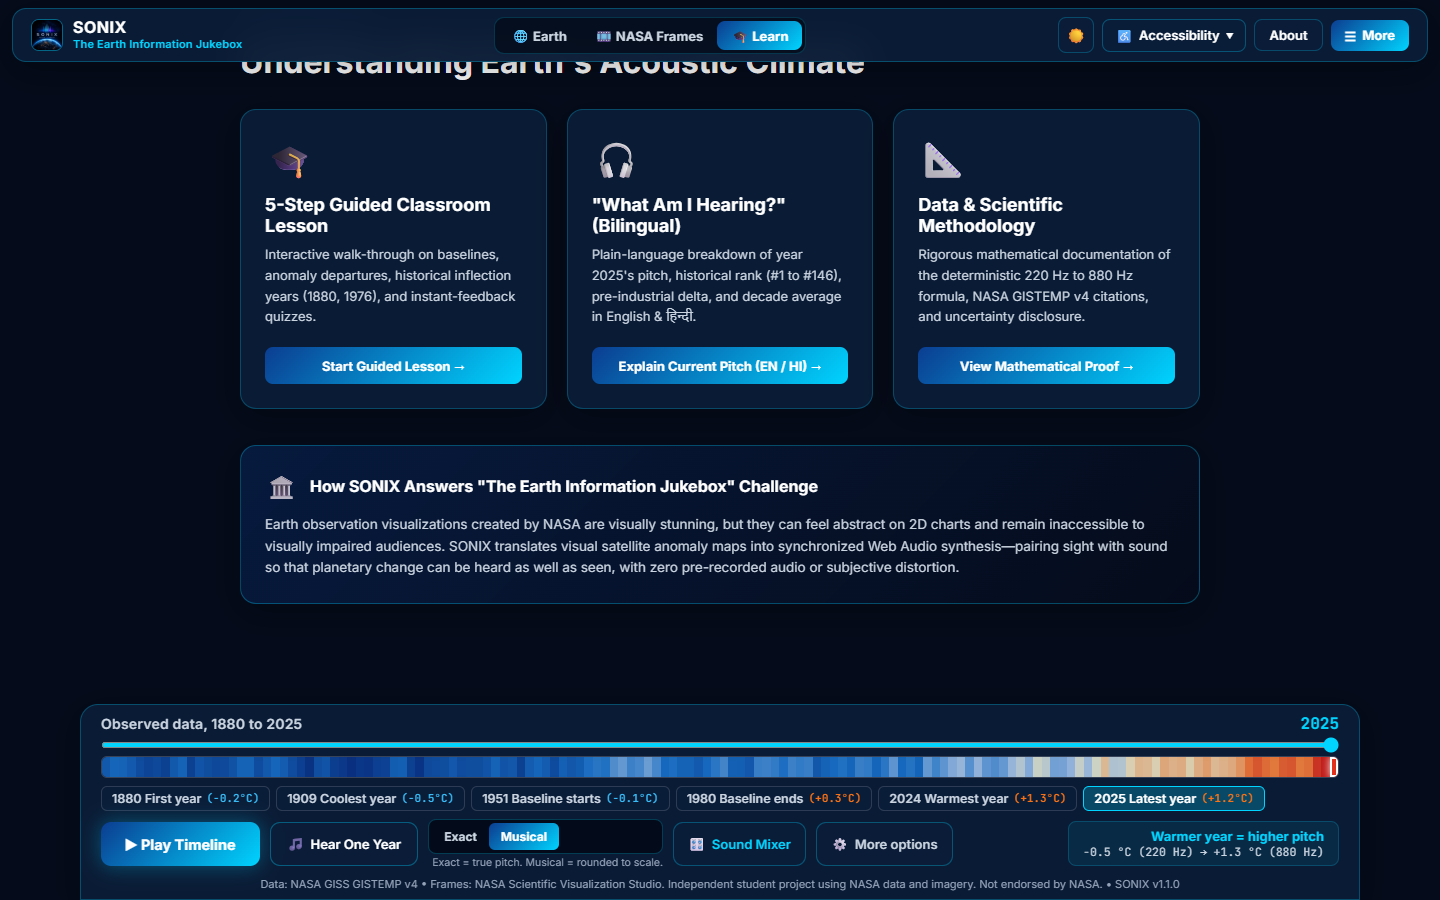 SONIX
The Earth Information Jukebox
Earth
NASA Frames
Learn
Accessibility ▼
About
☰ More
Understanding Earth's Acoustic Climate
5-Step Guided Classroom
Lesson
Interactive walk-through on baselines,
anomaly departures, historical inflection
years (1880, 1976), and instant-feedback
quizzes.
Start Guided Lesson →
"What Am I Hearing?"
(Bilingual)
Plain-language breakdown of year
2025's pitch, historical rank (#1 to #146),
pre-industrial delta, and decade average
in English & हिन्दी.
Explain Current Pitch (EN / HI) →
Data & Scientific
Methodology
Rigorous mathematical documentation of
the deterministic 220 Hz to 880 Hz
formula, NASA GISTEMP v4 citations,
and uncertainty disclosure.
View Mathematical Proof →
How SONIX Answers "The Earth Information Jukebox" Challenge
Earth observation visualizations created by NASA are visually stunning, but they can feel abstract on 2D charts and remain inaccessible to
visually impaired audiences. SONIX translates visual satellite anomaly maps into synchronized Web Audio synthesis—pairing sight with sound
so that planetary change can be heard as well as seen, with zero pre-recorded audio or subjective distortion.
Observed data, 1880 to 2025
2025
1880 First year (-0.2°C)
1909 Coolest year (-0.5°C)
1951 Baseline starts (-0.1°C)
1980 Baseline ends (+0.3°C)
2024 Warmest year (+1.3°C)
2025 Latest year (+1.2°C)
▶ Play Timeline
Hear One Year
Exact
Musical
Exact = true pitch. Musical = rounded to scale.
Sound Mixer
More options
Warmer year = higher pitch
-0.5 °C (220 Hz) → +1.3 °C (880 Hz)
Data: NASA GISS GISTEMP v4 • Frames: NASA Scientific Visualization Studio. Independent student project using NASA data and imagery. Not endorsed by NASA. • SONIX v1.1.0